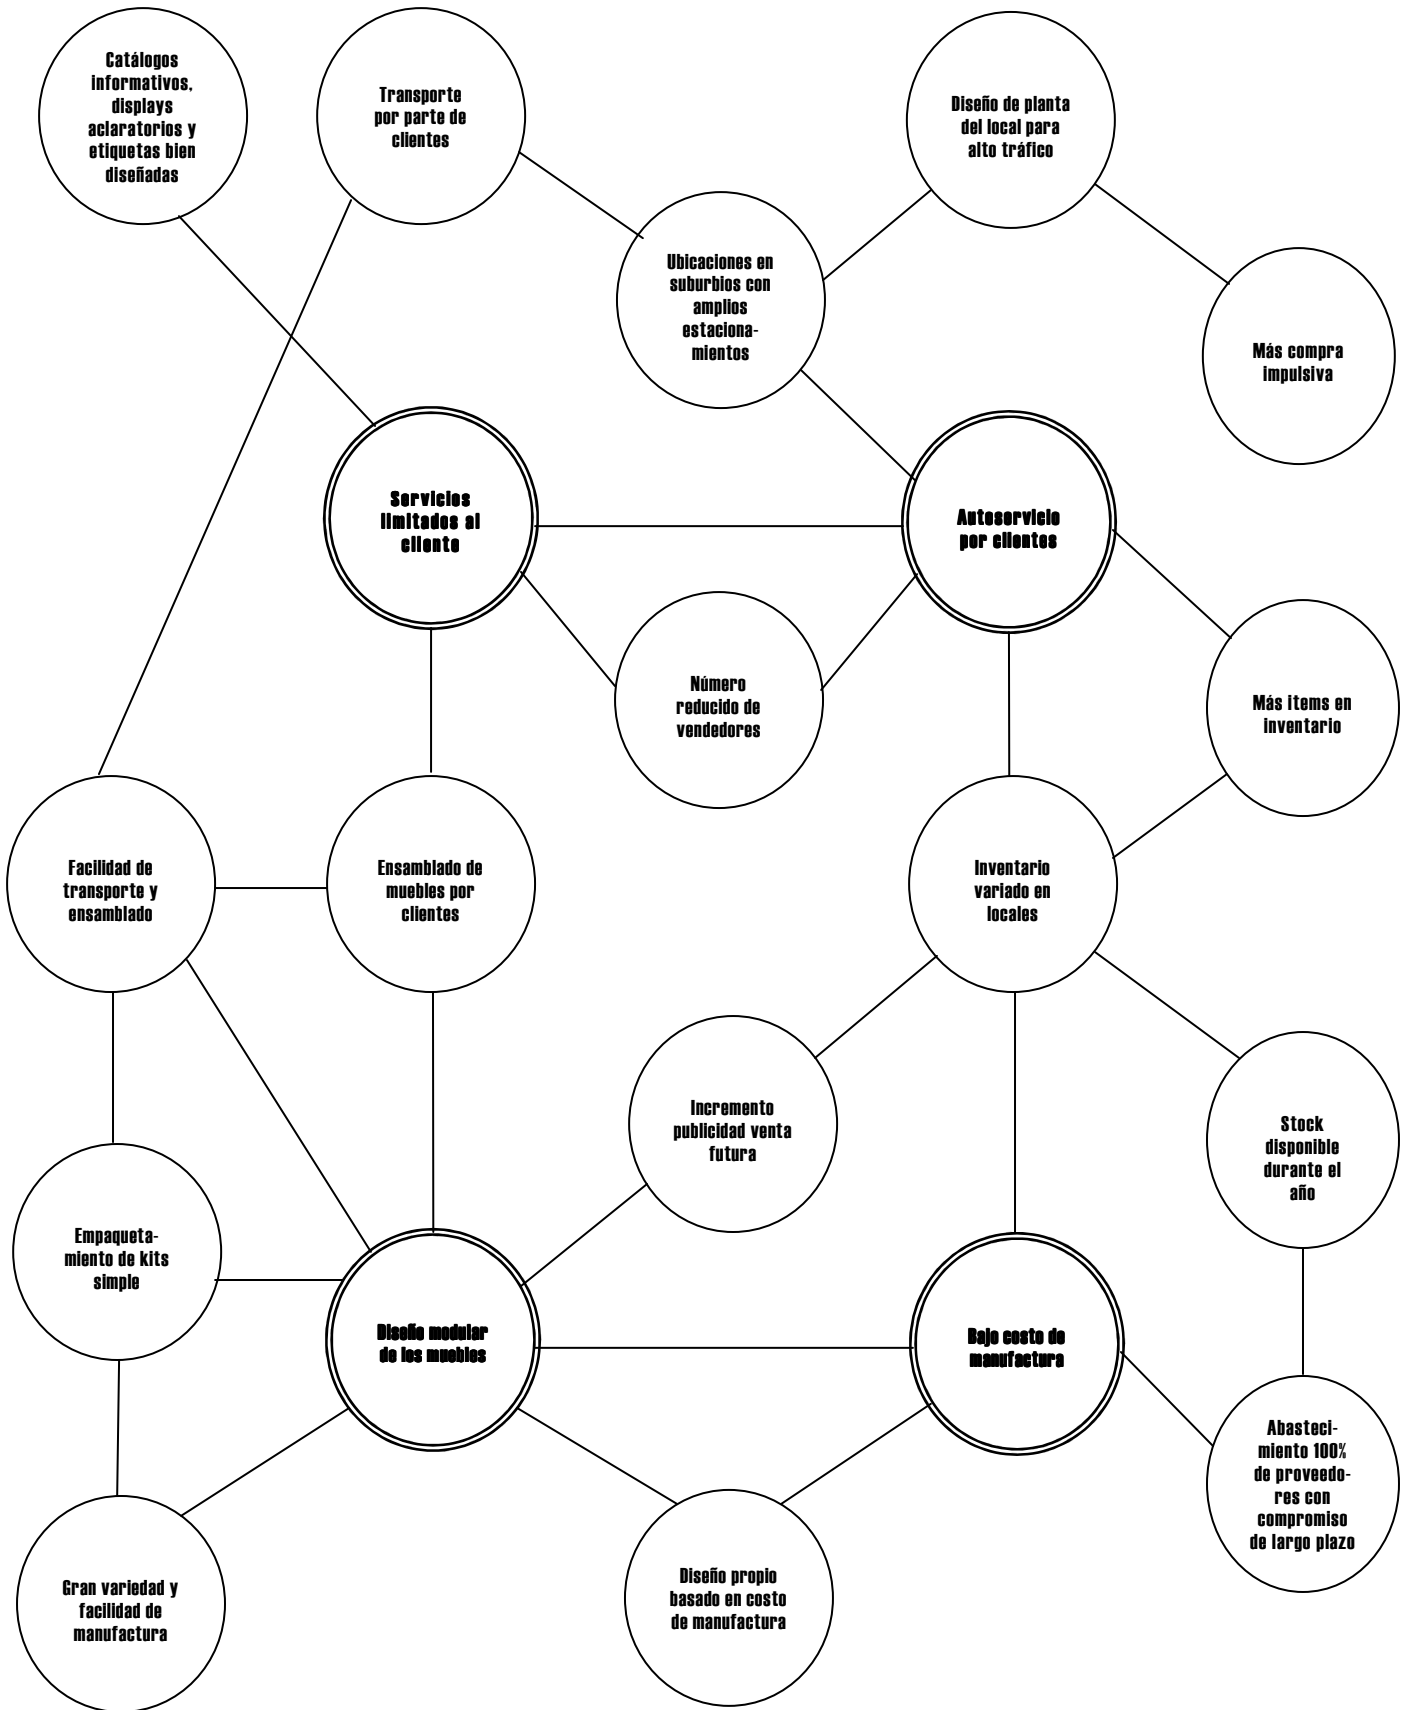 Catálogos
informativos,
displays
aclaratorios y
etiquetas bien
diseñadas
Transporte
por parte de
clientes
Diseño de planta
del local para
alto tráfico
Ubicaciones en
suburbios con
amplios
estaciona-
mientos
Más compra
impulsiva
Servicios
limitados al
cliente
Autoservicio
por clientes
Número
reducido de
vendedores
Más items en
inventario
Facilidad de
transporte y
ensamblado
Ensamblado de
muebles por
clientes
Inventario
variado en
locales
Incremento
publicidad venta
futura
Stock
disponible
durante el
año
Empaqueta-
miento de kits
simple
Diseño modular
de los muebles
Bajo costo de
manufactura
Abasteci-
miento 100%
de proveedo-
res con
compromiso
de largo plazo
Gran variedad y
facilidad de
manufactura
Diseño propio
basado en costo
de manufactura